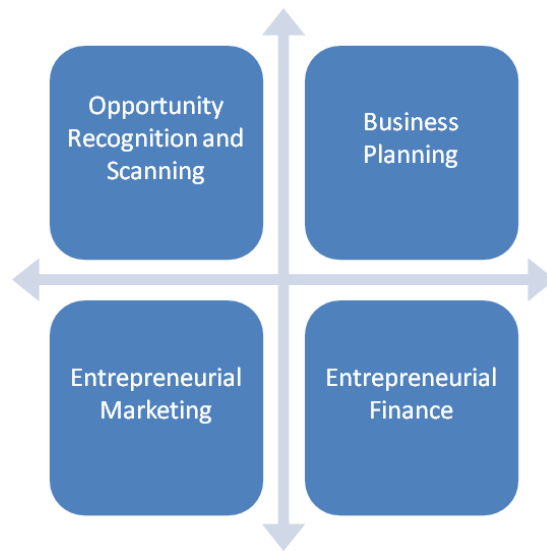 Opportunity
Recognition and
Scanning
Business
Planning
Entrepreneurial
Marketing
Entrepreneurial
Finance